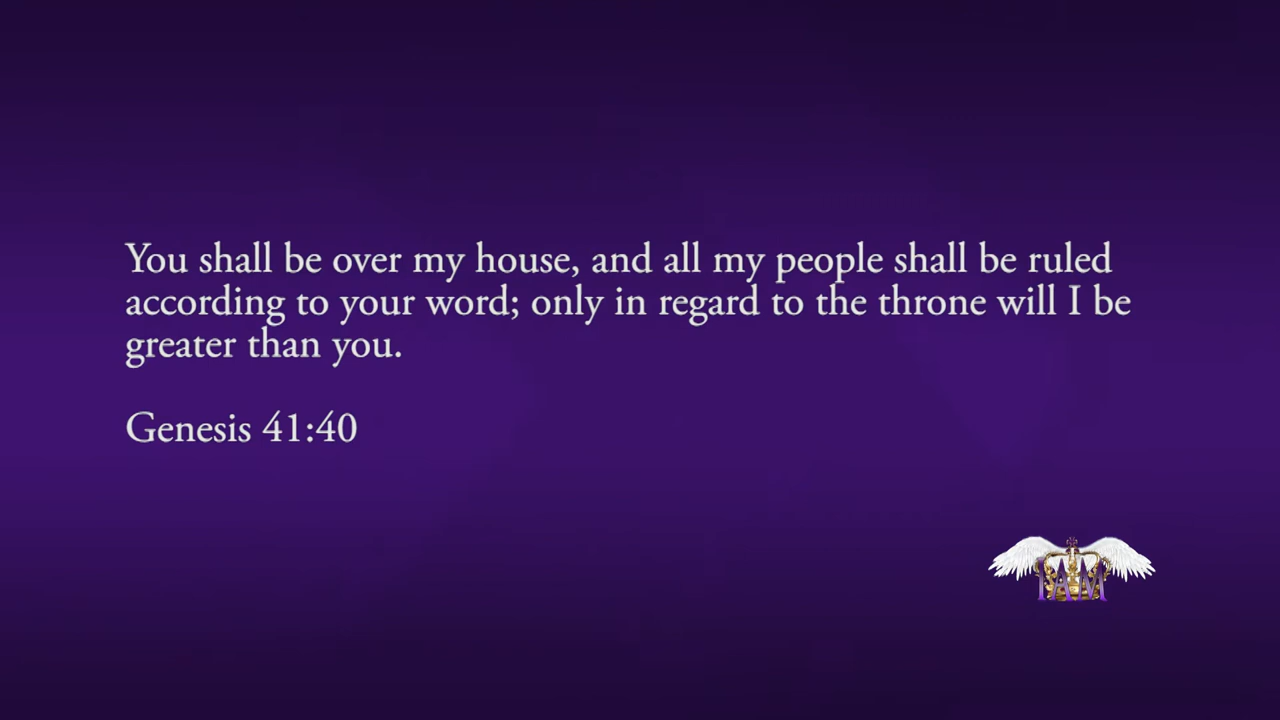 You shall be over my house, and all my people shall be ruled
according to your word; only in regard to the throne will I be
greater than you.
Genesis 41:40
IAM